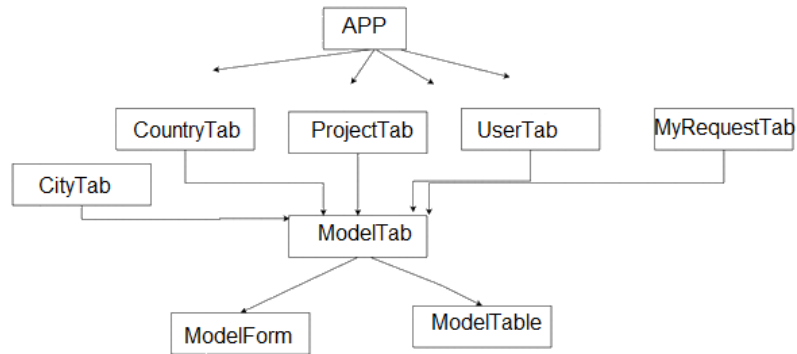 APP
CountryTab
ProjectTab
UserTab
MyRequestTab
CityTab
ModelTab
ModelForm
ModelTable